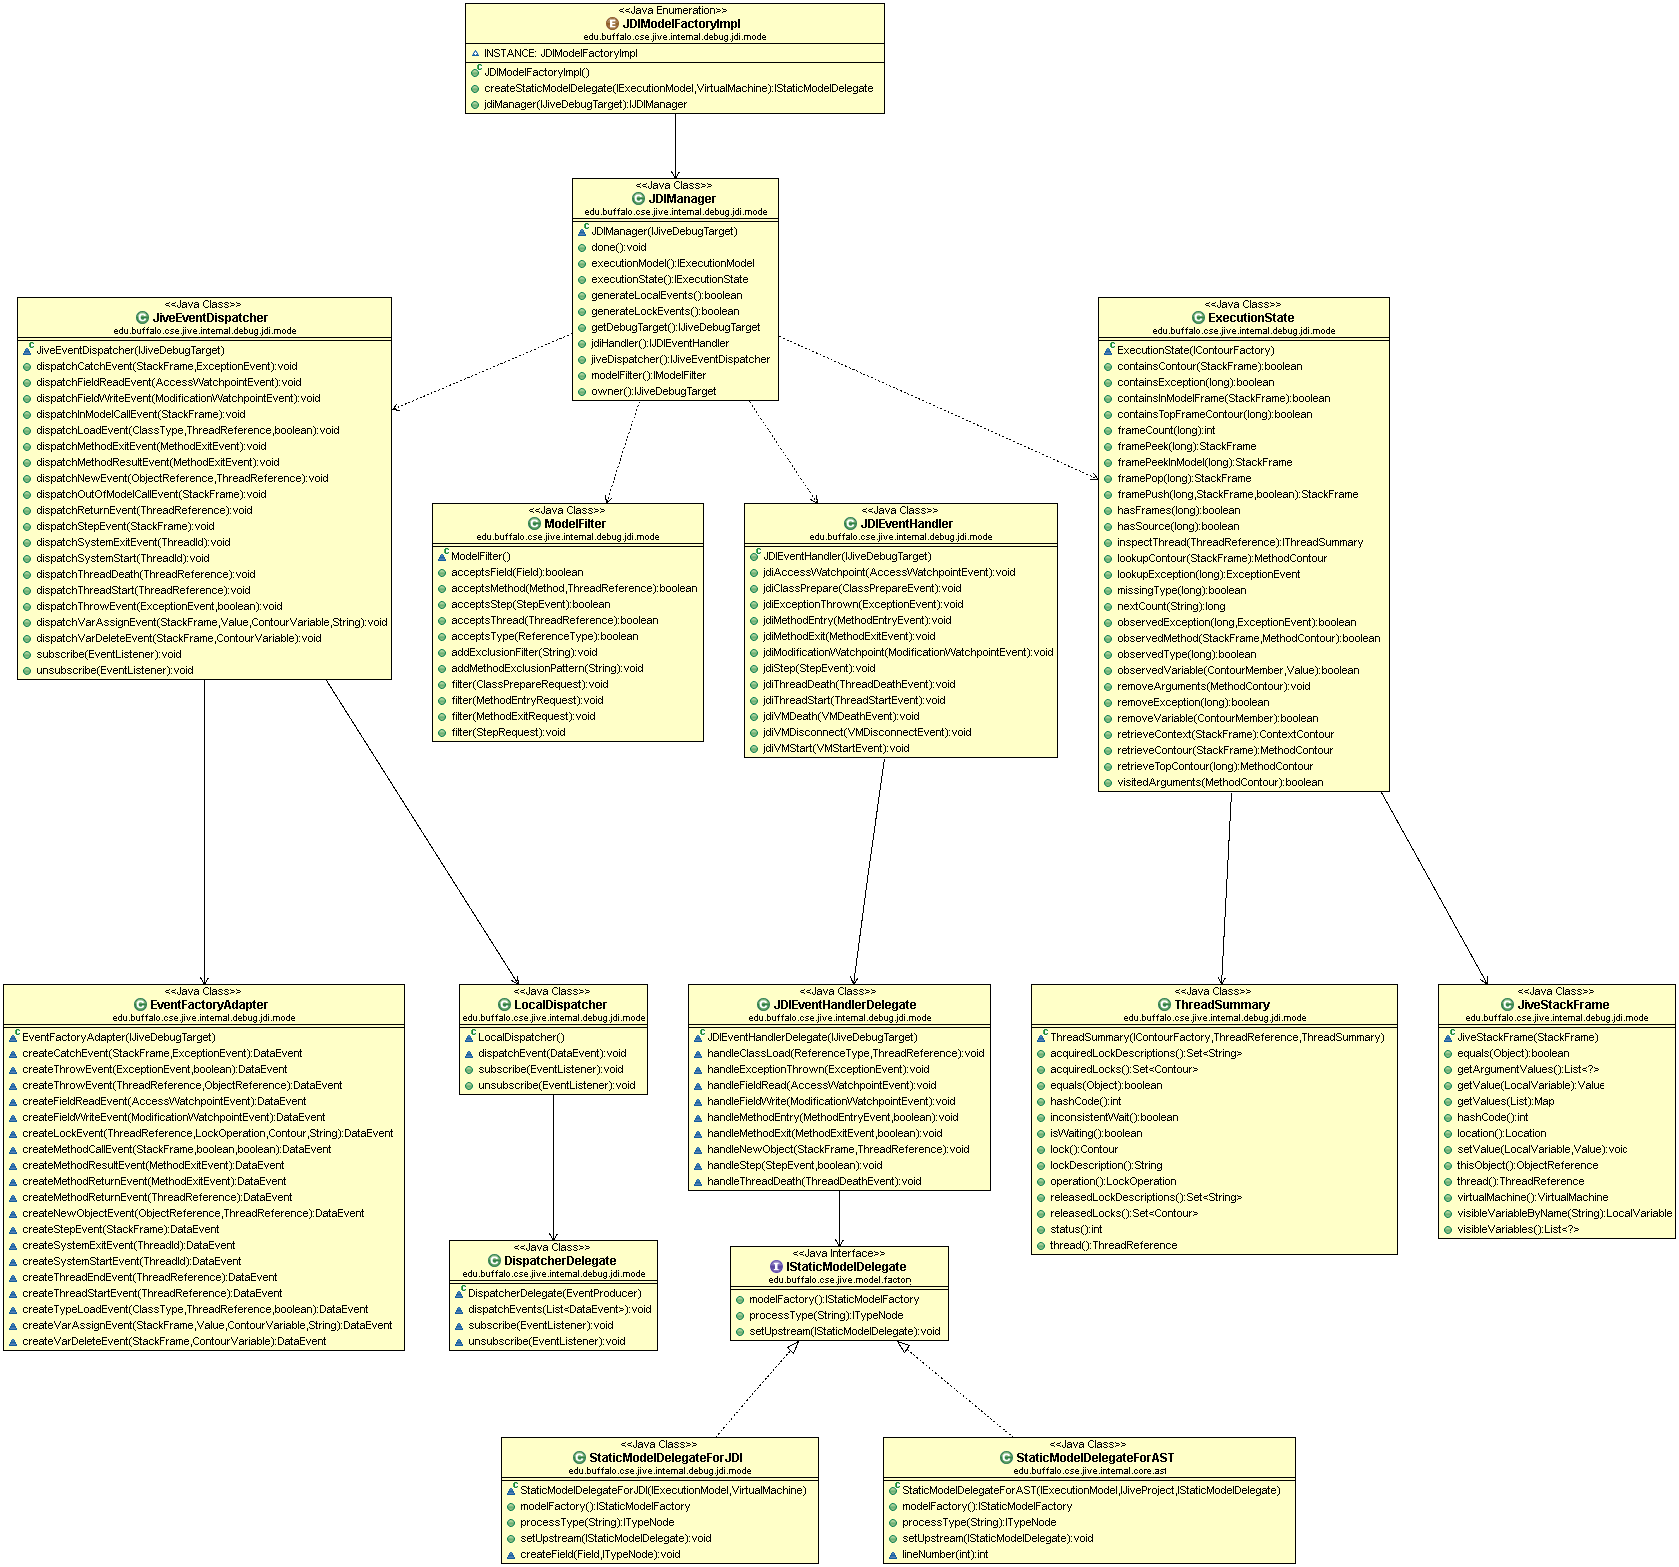 <<Java Enumeration>>
JDIModelFactoryImpl
edu.buffalo.cse.jive.internal.debug.jdi.mode
INSTANCE: JDIModelFactoryImpl
JDIModelFactoryImpl()
createStaticModelDelegate(IExecutionModel,VirtualMachine):IStaticModelDelegate
jdiManager(IJiveDebugTarget):IJDIManager
<<Java Class>>
JDIManager
edu.buffalo.cse.jive.internal.debug.jdi.mode
JDIManager(IJiveDebugTarget)
done():void
executionModel():IExecutionModel
executionState():IExecutionState
generateLocalEvents():boolean
generateLockEvents():boolean
getDebugTarget():IJiveDebugTarget
jdiHandler():IJDIEventHandler
jiveDispatcher():IJiveEventDispatcher
modelFilter():IModelFilter
owner():IJiveDebugTarget
<<Java Class>>
JiveEventDispatcher
edu.buffalo.cse.jive.internal.debug.jdi.mode
JiveEventDispatcher(IJiveDebugTarget)
dispatchCatchEvent(StackFrame,ExceptionEvent):void
dispatchFieldReadEvent(AccessWatchpointEvent):void
dispatchFieldWriteEvent(ModificationWatchpointEvent):void
dispatchInModelCallEvent(StackFrame):void
dispatchLoadEvent(ClassType,ThreadReference,boolean):void
dispatchMethodExitEvent(MethodExitEvent):void
dispatchMethodResultEvent(MethodExitEvent):void
dispatchNewEvent(ObjectReference,ThreadReference):void
dispatchOutOfModelCallEvent(StackFrame):void
dispatchReturnEvent(ThreadReference):void
dispatchStepEvent(StackFrame):void
dispatchSystemExitEvent(ThreadId):void
dispatchSystemStart(ThreadId):void
dispatchThreadDeath(ThreadReference):void
dispatchThreadStart(ThreadReference):void
dispatchThrowEvent(ExceptionEvent,boolean):void
dispatchVarAssignEvent(StackFrame,Value,ContourVariable,String):void
dispatchVarDeleteEvent(StackFrame,ContourVariable):void
subscribe(EventListener):void
unsubscribe(EventListener):void
<<Java Class>>
ModelFilter
edu.buffalo.cse.jive.internal.debug.jdi.mode
ModelFilter()
acceptsField(Field):boolean
acceptsMethod(Method,ThreadReference):boolean
acceptsStep(StepEvent):boolean
acceptsThread(ThreadReference):boolean
acceptsType(ReferenceType):boolean
addExclusionFilter(String):void
addMethodExclusionPattern(String):void
filter(ClassPrepareRequest):void
filter(MethodEntryRequest):void
filter(MethodExitRequest):void
filter(StepRequest):void
<<Java Class>>
JDIEventHandler
edu.buffalo.cse.jive.internal.debug.jdi.mode
JDIEventHandler(IJiveDebugTarget)
jdiAccessWatchpoint(AccessWatchpointEvent):void
jdiClassPrepare(ClassPrepareEvent):void
jdiExceptionThrown(ExceptionEvent):void
jdiMethodEntry(MethodEntryEvent):void
jdiMethodExit(MethodExitEvent):void
jdiModificationWatchpoint(ModificationWatchpointEvent):void
jdiStep(StepEvent):void
jdiThreadDeath(ThreadDeathEvent):void
jdiThreadStart(ThreadStartEvent):void
jdiVMDeath(VMDeathEvent):void
jdiVMDisconnect(VMDisconnectEvent):void
jdiVMStart(VMStartEvent):void
<<Java Class>>
ExecutionState
edu.buffalo.cse.jive.internal.debug.jdi.mode
ExecutionState(IContourFactory)
containsContour(StackFrame):boolean
containsException(long):boolean
containsInModelFrame(StackFrame):boolean
containsTopFrameContour(long):boolean
frameCount(long):int
framePeek(long):StackFrame
framePeekInModel(long):StackFrame
framePop(long):StackFrame
framePush(long,StackFrame,boolean):StackFrame
hasFrames(long):boolean
hasSource(long):boolean
inspectThread(ThreadReference):IThreadSummary
lookupContour(StackFrame):MethodContour
lookupException(long):ExceptionEvent
missingType(long):boolean
nextCount(String):long
observedException(long,ExceptionEvent):boolean
observedMethod(StackFrame,MethodContour):boolean
observedType(long):boolean
observedVariable(ContourMember,Value):boolean
removeArguments(MethodContour):void
removeException(long):boolean
removeVariable(ContourMember):boolean
retrieveContext(StackFrame):ContextContour
retrieveContour(StackFrame):MethodContour
retrieveTopContour(long):MethodContour
visitedArguments(MethodContour):boolean
<<Java Class>>
EventFactoryAdapter
edu.buffalo.cse.jive.internal.debug.jdi.mode
EventFactoryAdapter(IJiveDebugTarget)
createCatchEvent(StackFrame,ExceptionEvent):DataEvent
createThrowEvent(ExceptionEvent,boolean):DataEvent
createThrowEvent(ThreadReference,ObjectReference):DataEvent
createFieldReadEvent(AccessWatchpointEvent):DataEvent
createFieldWriteEvent(ModificationWatchpointEvent):DataEvent
createLockEvent(ThreadReference,LockOperation,Contour,String):DataEvent
createMethodCallEvent(StackFrame,boolean,boolean):DataEvent
createMethodResultEvent(MethodExitEvent):DataEvent
createMethodReturnEvent(MethodExitEvent):DataEvent
createMethodReturnEvent(ThreadReference):DataEvent
createNewObjectEvent(ObjectReference,ThreadReference):DataEvent
createStepEvent(StackFrame):DataEvent
createSystemExitEvent(ThreadId):DataEvent
createSystemStartEvent(ThreadId):DataEvent
createThreadEndEvent(ThreadReference):DataEvent
createThreadStartEvent(ThreadReference):DataEvent
createTypeLoadEvent(ClassType,ThreadReference,boolean):DataEvent
createVarAssignEvent(StackFrame,Value,ContourVariable,String):DataEvent
createVarDeleteEvent(StackFrame,ContourVariable):DataEvent
<<Java Class>>
LocalDispatcher
edu.buffalo.cse.jive.internal.debug.jdi.mode
LocalDispatcher()
dispatchEvent(DataEvent):void
subscribe(EventListener):void
unsubscribe(EventListener):void
<<Java Class>>
JDIEventHandlerDelegate
edu.buffalo.cse.jive.internal.debug.jdi.mode
JDIEventHandlerDelegate(IJiveDebugTarget)
handleClassLoad(ReferenceType,ThreadReference):void
handleExceptionThrown(ExceptionEvent):void
handleFieldRead(AccessWatchpointEvent):void
handleFieldWrite(ModificationWatchpointEvent):void
handleMethodEntry(MethodEntryEvent,boolean):void
handleMethodExit(MethodExitEvent,boolean):void
handleNewObject(StackFrame,ThreadReference):void
handleStep(StepEvent,boolean):void
handleThreadDeath(ThreadDeathEvent):void
<<Java Class>>
ThreadSummary
edu.buffalo.cse.jive.internal.debug.jdi.mode
ThreadSummary(IContourFactory,ThreadReference,ThreadSummary)
acquiredLockDescriptions():Set<String>
acquiredLocks():Set<Contour>
equals(Object):boolean
hashCode():int
inconsistentWait():boolean
isWaiting():boolean
lock():Contour
lockDescription():String
operation():LockOperation
releasedLockDescriptions():Set<String>
releasedLocks():Set<Contour>
status():int
thread():ThreadReference
<<Java Class>>
JiveStackFrame
edu.buffalo.cse.jive.internal.debug.jdi.mode
JiveStackFrame(StackFrame)
equals(Object):boolean
getArgumentValues():List<?>
getValue(LocalVariable):Value
getValues(List):Map
hashCode():int
location():Location
setValue(LocalVariable,Value):voic
thisObject():ObjectReference
thread():ThreadReference
virtualMachine():VirtualMachine
visibleVariableByName(String):LocalVariable
visibleVariables():List<?>
<<Java Class>>
DispatcherDelegate
edu.buffalo.cse.jive.internal.debug.jdi.mode
DispatcherDelegate(EventProducer)
dispatchEvents(List<DataEvent>):void
subscribe(EventListener):void
unsubscribe(EventListener):void
<<Java Interface>>
IStaticModelDelegate
edu.buffalo.cse.jive.model.factory
modelFactory():IStaticModelFactory
processType(String):ITypeNode
setUpstream(IStaticModelDelegate):void
<<Java Class>>
StaticModelDelegateForJDI
edu.buffalo.cse.jive.internal.debug.jdi.mode
StaticModelDelegateForJDI(IExecutionModel,VirtualMachine)
modelFactory():IStaticModelFactory
processType(String):ITypeNode
setUpstream(IStaticModelDelegate):void
createField(Field,ITypeNode):void
<<Java Class>>
StaticModelDelegateForAST
edu.buffalo.cse.jive.internal.core.ast
StaticModelDelegateForAST(IExecutionModel,IJiveProject,IStaticModelDelegate)
modelFactory():IStaticModelFactory
processType(String):ITypeNode
setUpstream(IStaticModelDelegate):void
lineNumber(int):int